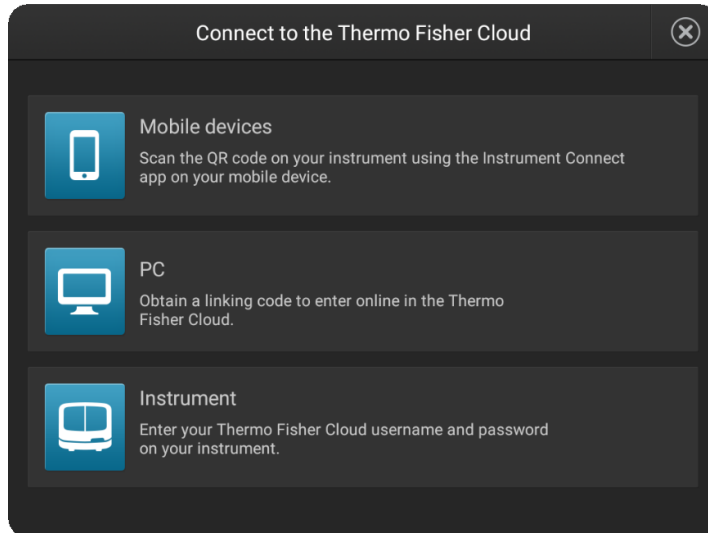 Connect to the Thermo Fisher Cloud
Mobile devices
Scan the QR code on your instrument using the Instrument Connect
app on your mobile device.
PC
Obtain a linking code to enter online in the Thermo
Fisher Cloud.
Instrument
Enter your Thermo Fisher Cloud username and password
on your instrument.